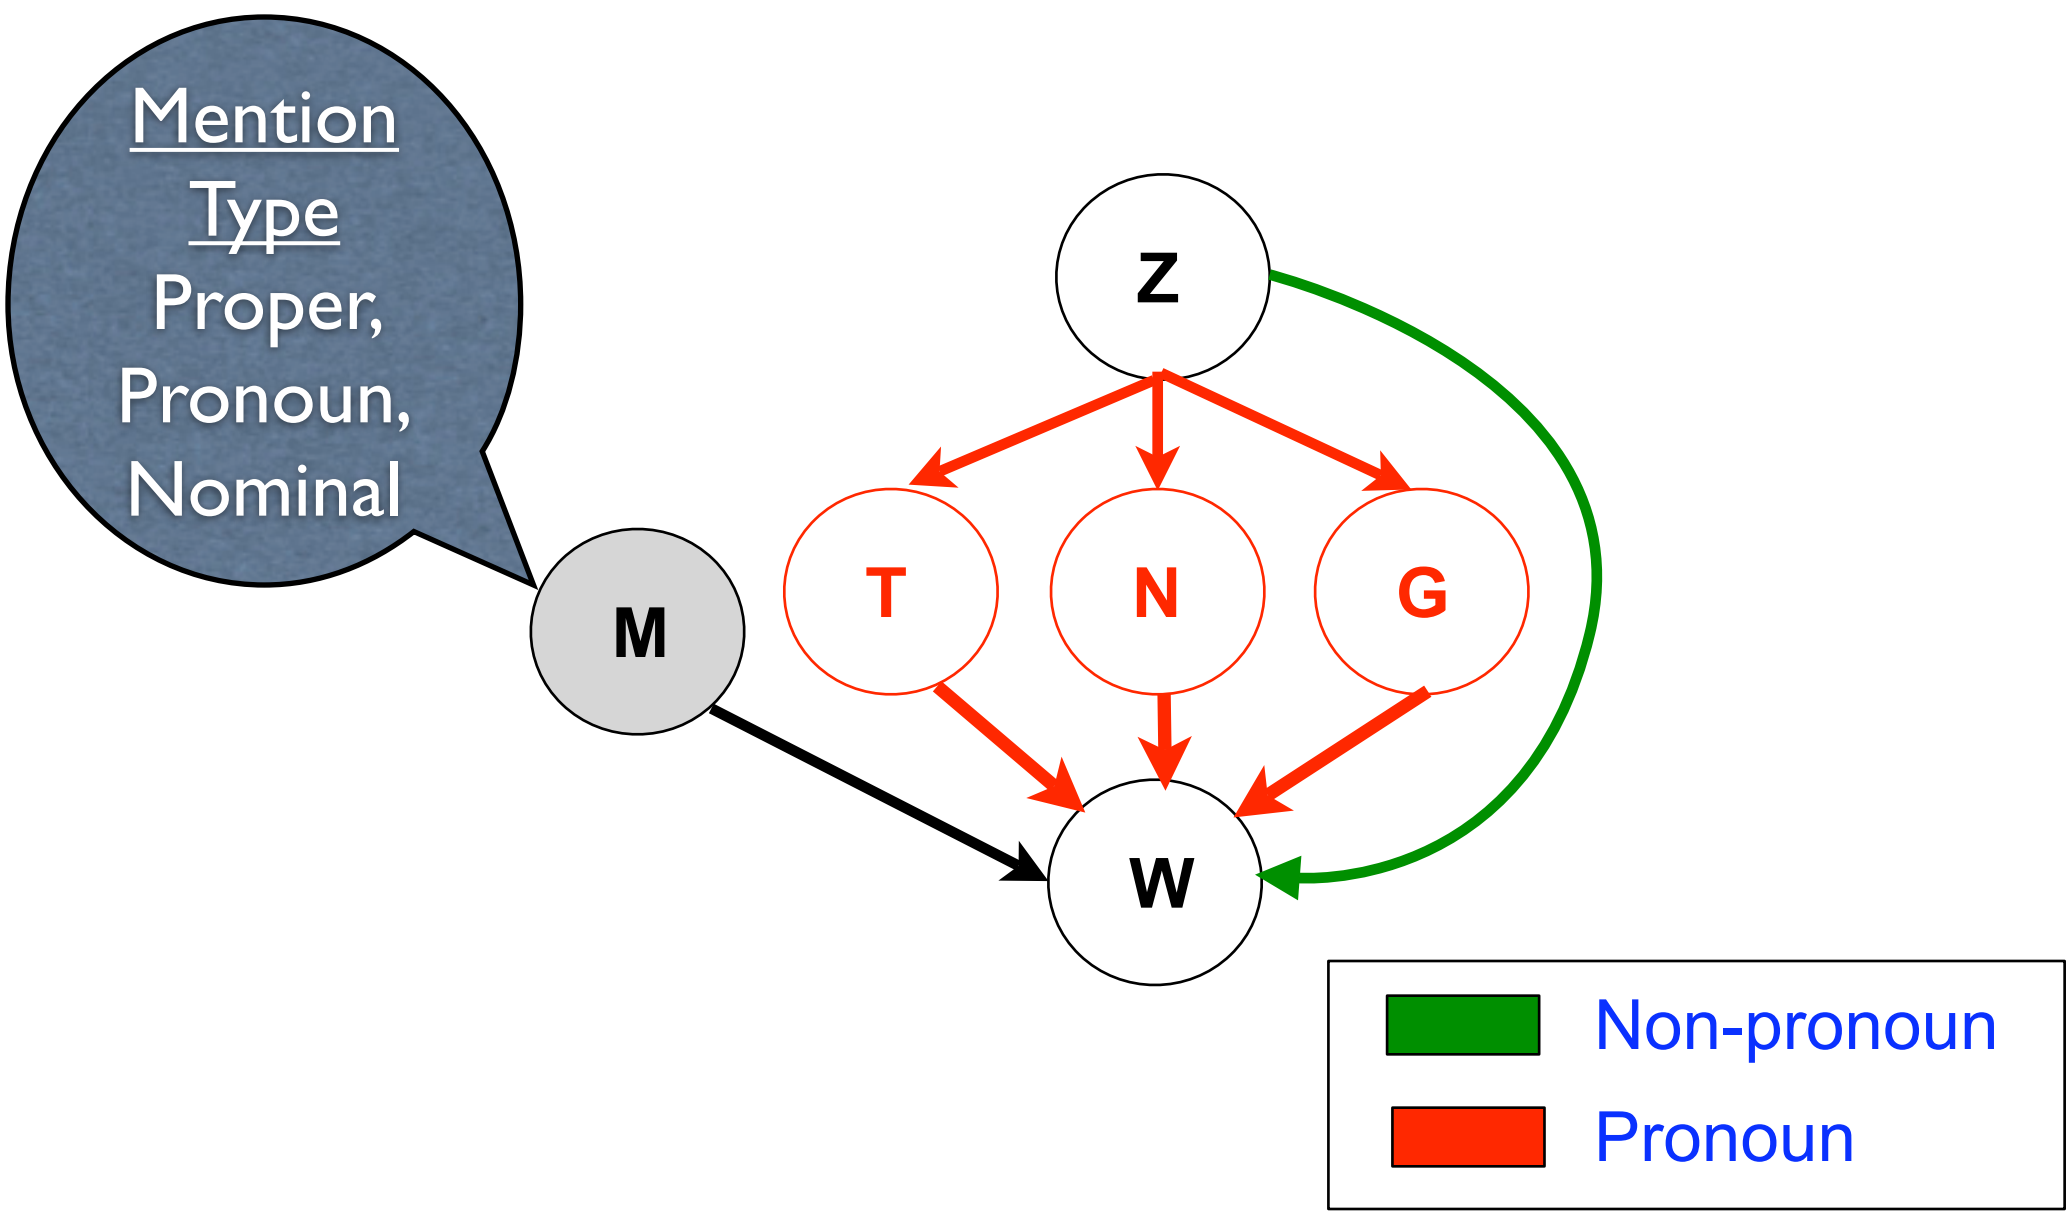 Mention
Type
Proper,
Pronoun,
Nominal
Z
T N G
M
W
Non-pronoun
Pronoun